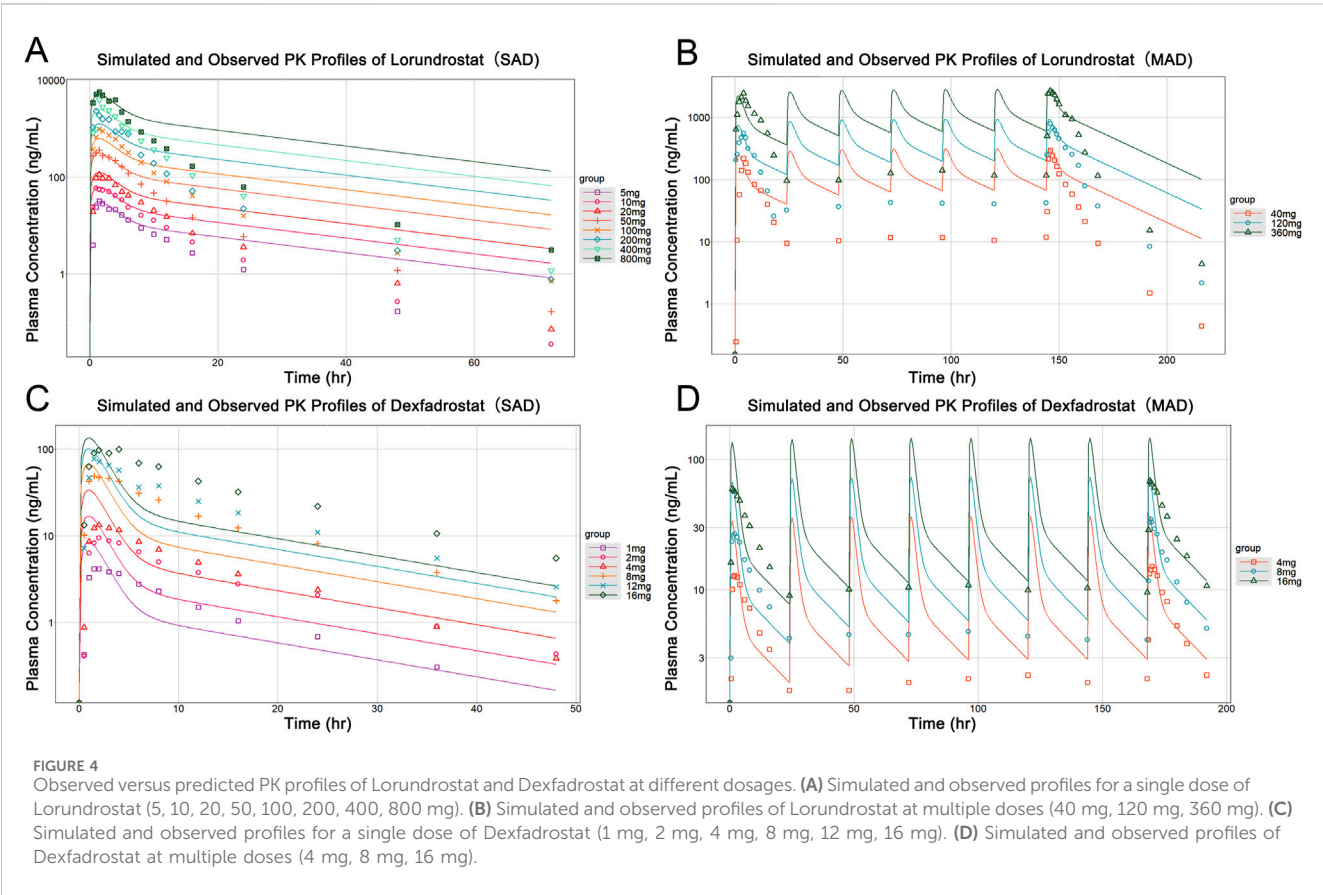 A
Simulated and Observed PK Profiles of Lorundrostat（SAD）
Plasma Concentration (ng/mL)
10000
100
1
0
20
40
60
Time (hr)
group
5mg
10mg
20mg
50mg
100mg
200mg
400mg
800mg
B
Simulated and Observed PK Profiles of Lorundrostat（MAD）
Plasma Concentration (ng/mL)
1000
100
10
1
0
50
100
150
200
Time (hr)
group
40mg
120mg
360mg
C
Simulated and Observed PK Profiles of Dexfadrostat（SAD）
Plasma Concentration (ng/mL)
100
10
1
0
10
20
30
40
50
Time (hr)
group
1mg
2mg
4mg
8mg
12mg
16mg
D
Simulated and Observed PK Profiles of Dexfadrostat（MAD）
Plasma Concentration (ng/mL)
100
30
10
3
0
50
100
150
200
Time (hr)
group
4mg
8mg
16mg
FIGURE 4
Observed versus predicted PK profiles of Lorundrostat and Dexfadrostat at different dosages. (A) Simulated and observed profiles for a single dose of
Lorundrostat (5, 10, 20, 50, 100, 200, 400, 800 mg). (B) Simulated and observed profiles of Lorundrostat at multiple doses (40 mg, 120 mg, 360 mg). (C)
Simulated and observed profiles for a single dose of Dexfadrostat (1 mg, 2 mg, 4 mg, 8 mg, 12 mg, 16 mg). (D) Simulated and observed profiles of
Dexfadrostat at multiple doses (4 mg, 8 mg, 16 mg).